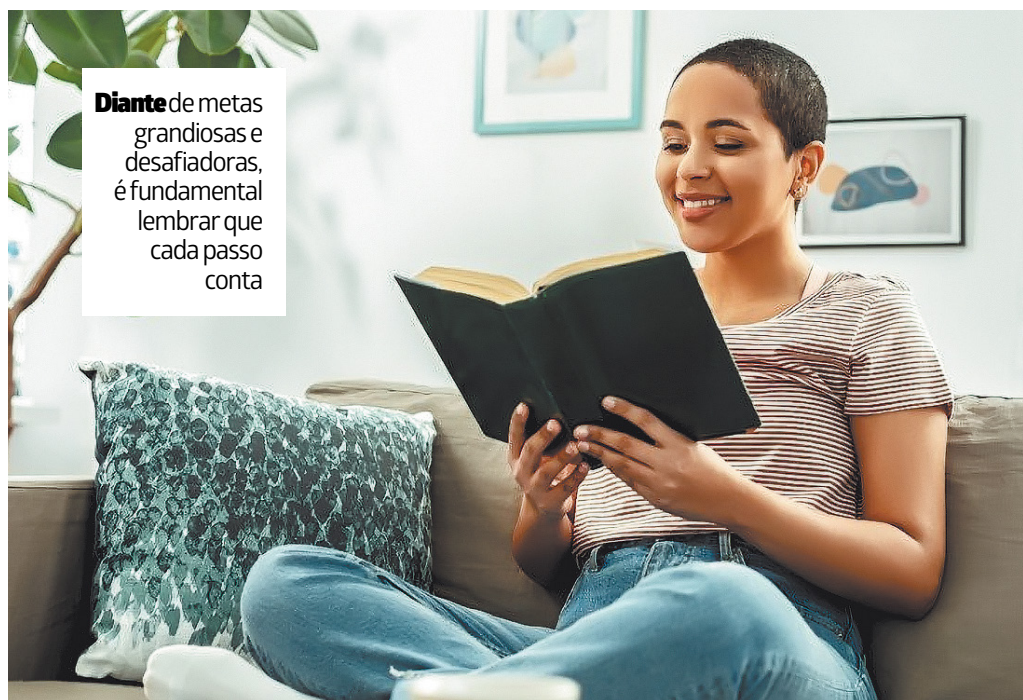 Diante de metas
grandiosas e
desafiadoras,
é fundamental
lembrar que
cada passo
conta